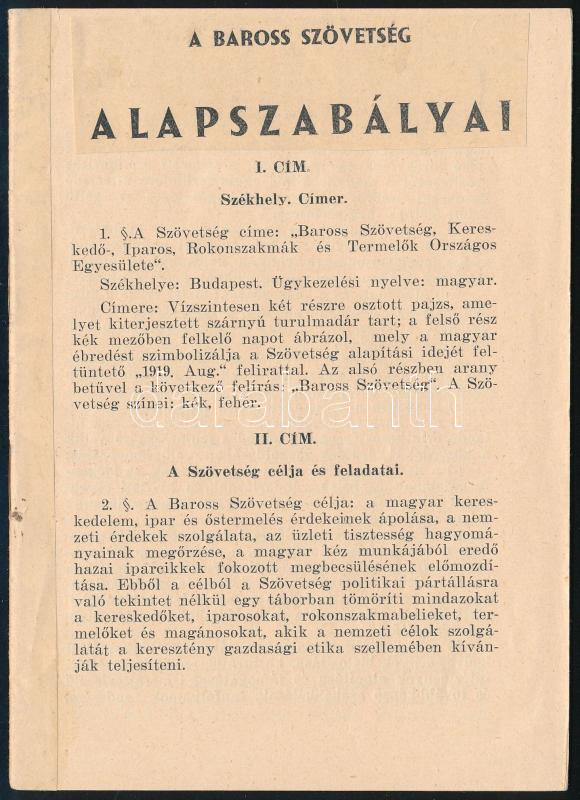 A BAROSS SZÖVETSÉG
ALAPSZABÁLYAI
I. CÍM.
Székhely. Címer.
1. §.A Szövetség címe: „Baross Szövetség, Keres-
kedő-, Iparos, Rokonszakmák és Termelők Országos
Egyesülete“.
Székhelye: Budapest. Ügykezelési nyelve: magyar.
Címere: Vízszintesen két részre osztott pajzs, ame-
lyet kiterjesztett szárnyú turulmadár tart; a felső rész
kék mezőben felkelő napot ábrázol, mely a magyar
ébredést szimbolizálja a Szövetség alapítási idejét fel-
tüntető „1919. Aug.“ felirattal. Az alsó részben arany
betüvel a következő felírás: „Baross Szövetség“. A Szö-
vetség színei: kék, fehér.
darabanth
II. CÍM.
A Szövetség célja és feladatai.
2. §. A Baross Szövetség célja: a magyar keres-
kedelem, ipar és őstermelés érdekeinek ápolása, a nem-
zeti érdekek szolgálata, az üzleti tisztesség hagyomá-
nyainak megőrzése, a magyar kéz munkájából eredő
hazai iparcikkek fokozott megbecsülésének előmozdí-
tása. Ebből a célból a Szövetség politikai pártállásra
való tekintet nélkül egy táborban tömöríti mindazokat
a kereskedőket, iparosokat, rokonszakmabelieket, ter-
melőket és magánosokat, akik a nemzeti célok szolgá-
latát a keresztény gazdasági etika szellemében kíván-
ják teljesíteni.